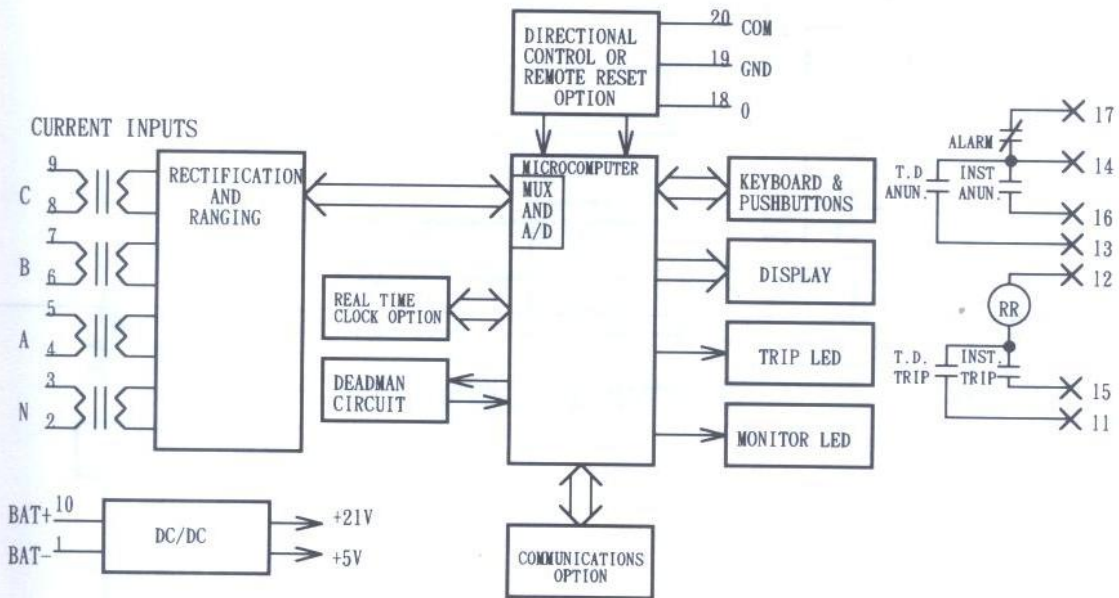 20 COM
DIRECTIONAL
CONTROL OR
REMOTE RESET
OPTION
19 GND
18 0
CURRENT INPUTS
9
C
8
7
B
6
5
A
4
3
N
2
RECTIFICATION
AND
RANGING
MICROCOMPUTER
MUX
AND
A/D
KEYBOARD &
PUSHBUTTONS
DISPLAY
REAL TIME
CLOCK OPTION
DEADMAN
CIRCUIT
TRIP LED
MONITOR LED
17
ALARM
14
T.D
ANUN.
INST
ANUN.
16
13
12
RR
T.D.
TRIP
INST.
TRIP
15
11
BAT+ 10
BAT- 1
DC/DC
+21V
+5V
COMMUNICATIONS
OPTION